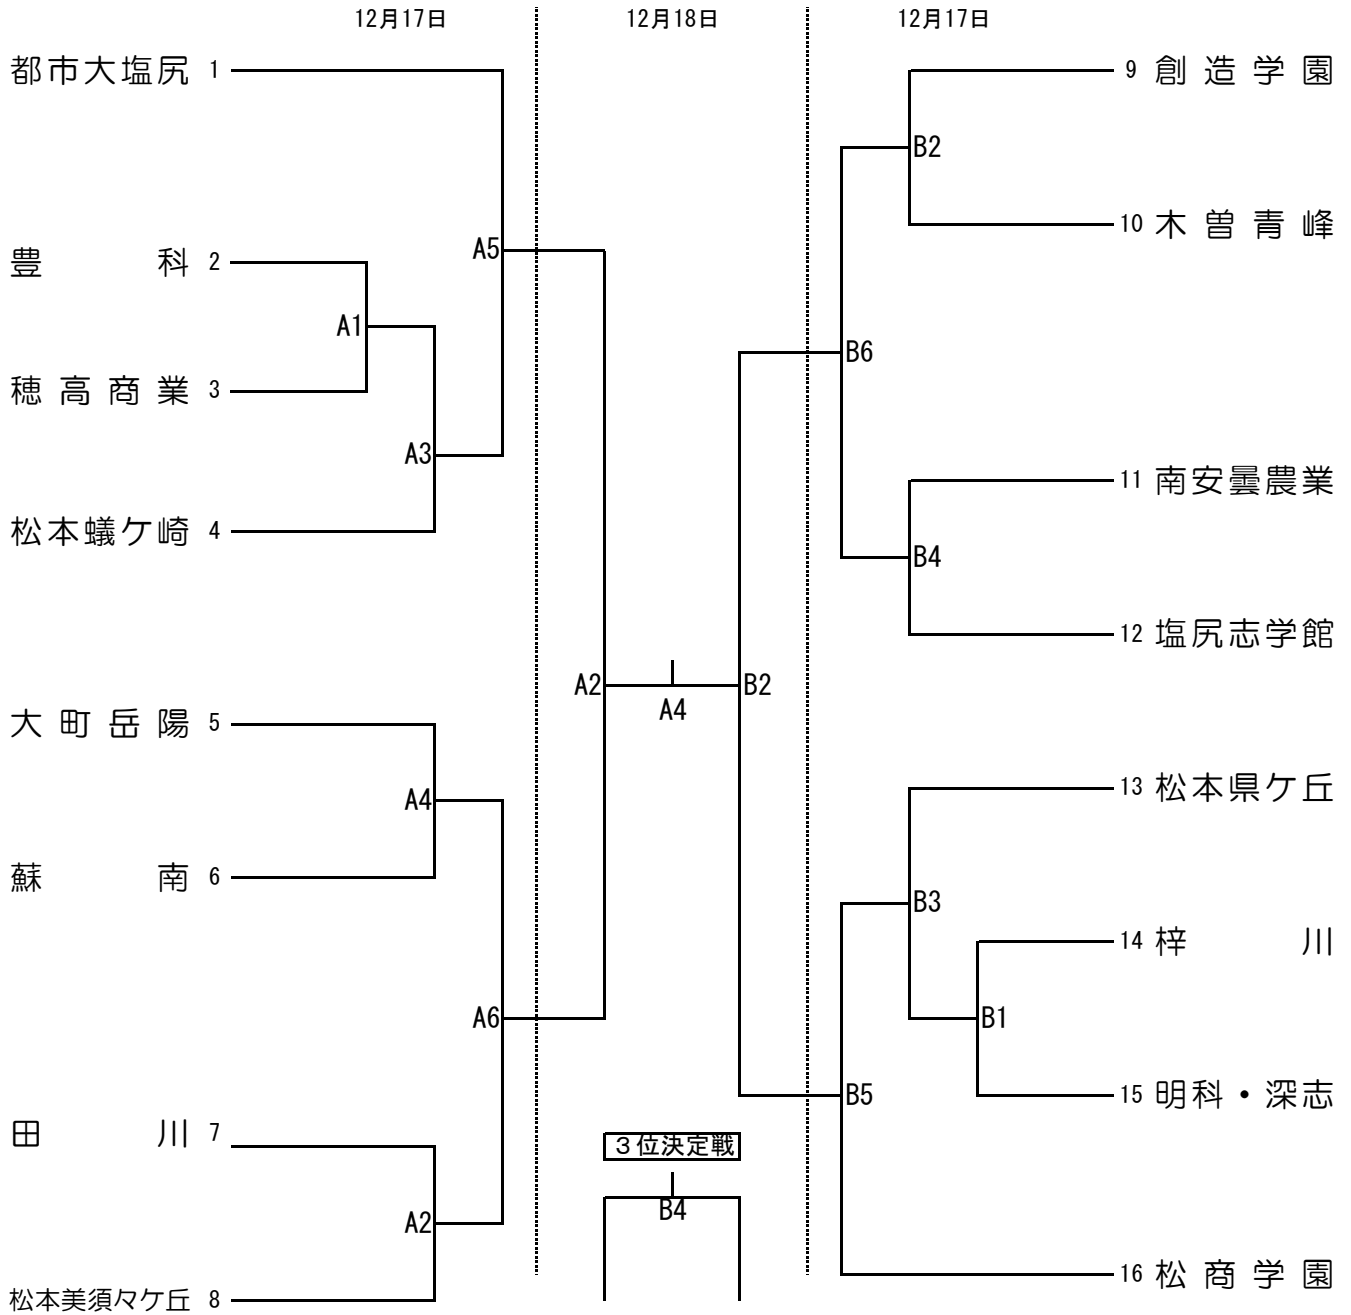 12月17日 12月18日 12月17日
都市大塩尻 1
豊科 2
穂高商業 3
松本蟻ケ崎 4
大町岳陽 5
蘇南 6
田川 7
松本美須々ケ丘 8
A1
A3
A5
A4
A6
A2
A2
A4
B2
3位決定戦
B4
B2
B6
B4
B3
B1
B5
9 創造学園
10 木曽青峰
11 南安曇農業
12 塩尻志学館
13 松本県ケ丘
14 梓川
15 明科・深志
16 松商学園